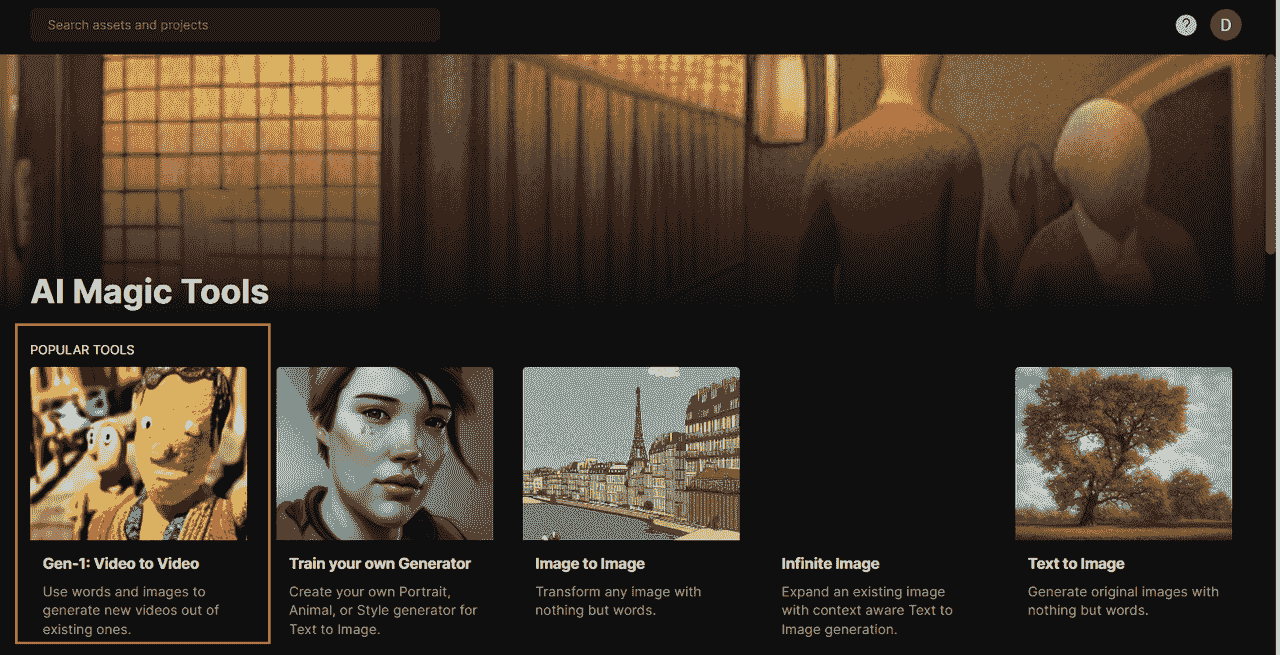 Search assets and projects
?
D
AI Magic Tools
POPULAR TOOLS
Gen-1: Video to Video
Use words and images to
generate new videos out of
existing ones.
Train your own Generator
Create your own Portrait,
Animal, or Style generator for
Text to Image.
Image to Image
Transform any image with
nothing but words.
Infinite Image
Expand an existing image
with context aware Text to
Image generation.
Text to Image
Generate original images with
nothing but words.